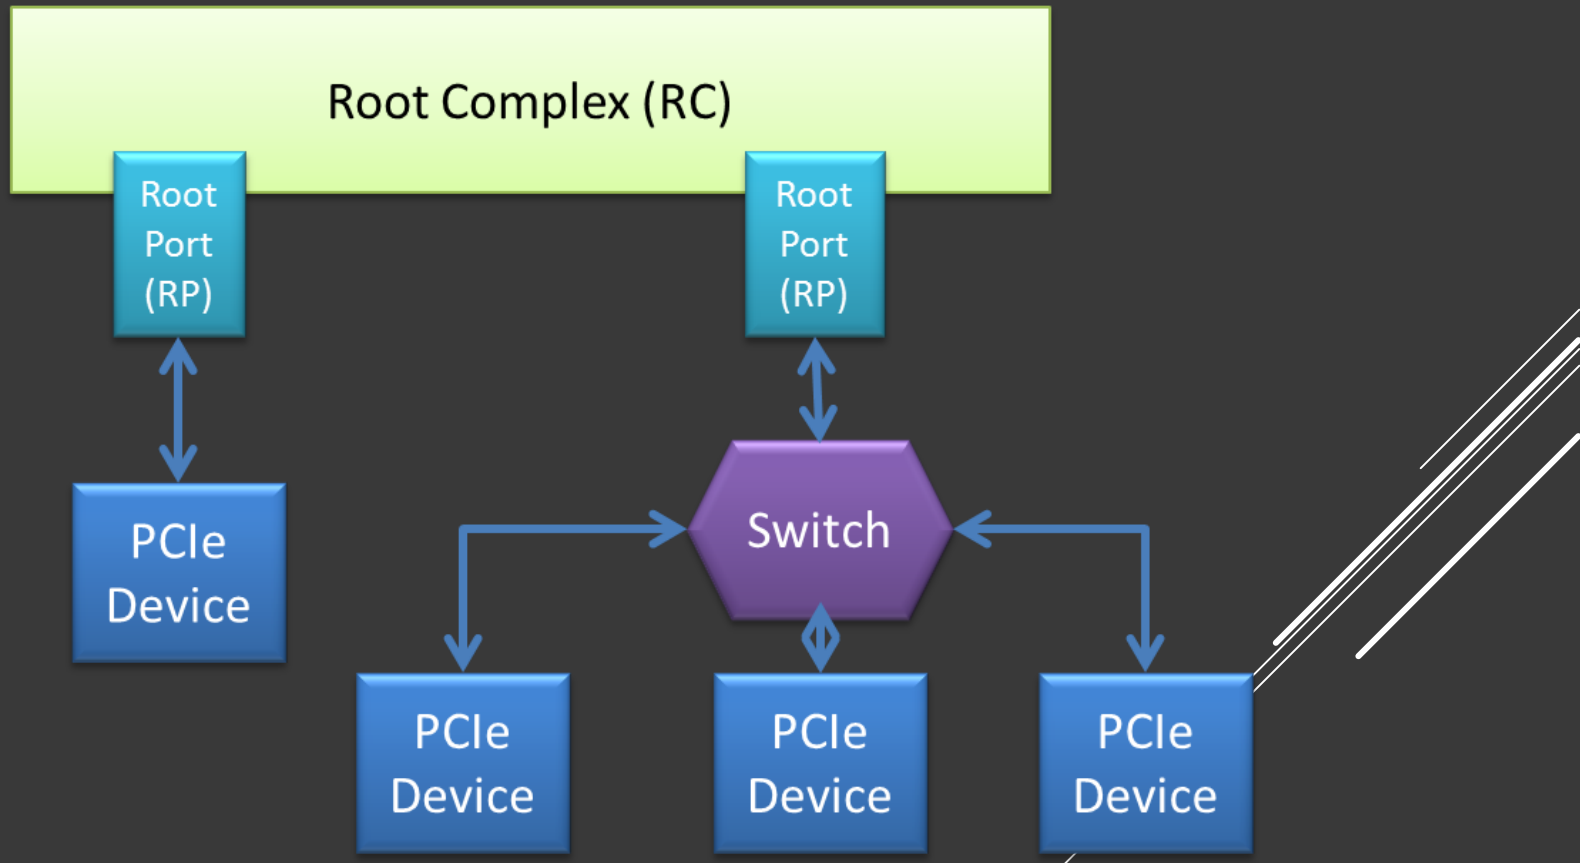 Root Complex (RC)
Root
Port
(RP)
Root
Port
(RP)
PCIe
Device
Switch
PCIe
Device
PCIe
Device
PCIe
Device